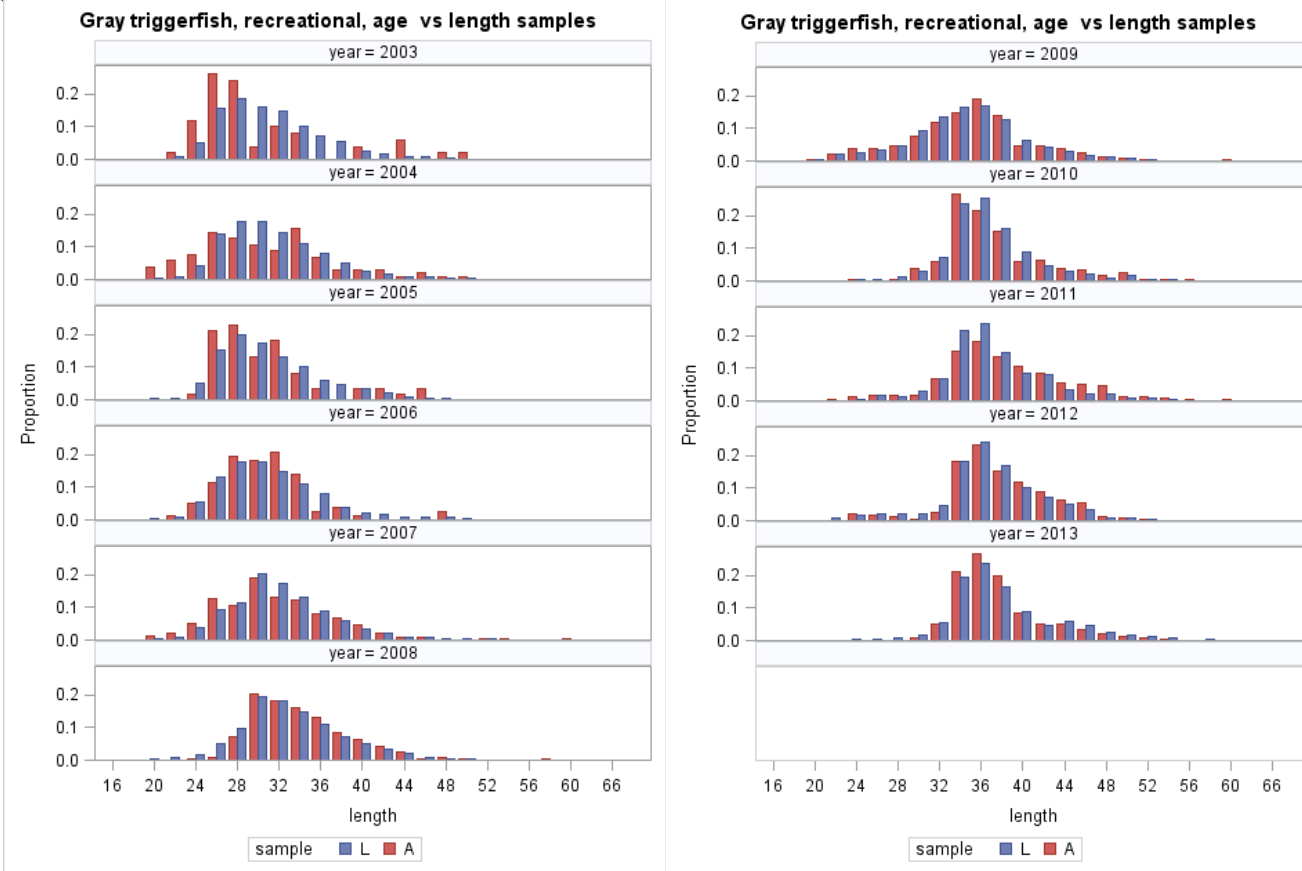 Gray triggerfish, recreational, age  vs length samples
year = 2003
0.2
0.1
0.0
year = 2004
0.2
0.1
0.0
year = 2005
0.2
0.1
0.0
year = 2006
0.2
0.1
0.0
year = 2007
0.2
0.1
0.0
year = 2008
0.2
0.1
0.0
Proportion
16 20 24 28 32 36 40 44 48 52 56 60 66
length
sample L A
Gray triggerfish, recreational, age  vs length samples
year = 2009
0.2
0.1
0.0
year = 2010
0.2
0.1
0.0
year = 2011
0.2
0.1
0.0
year = 2012
0.2
0.1
0.0
year = 2013
0.2
0.1
0.0
Proportion
16 20 24 28 32 36 40 44 48 52 56 60 66
length
sample L A